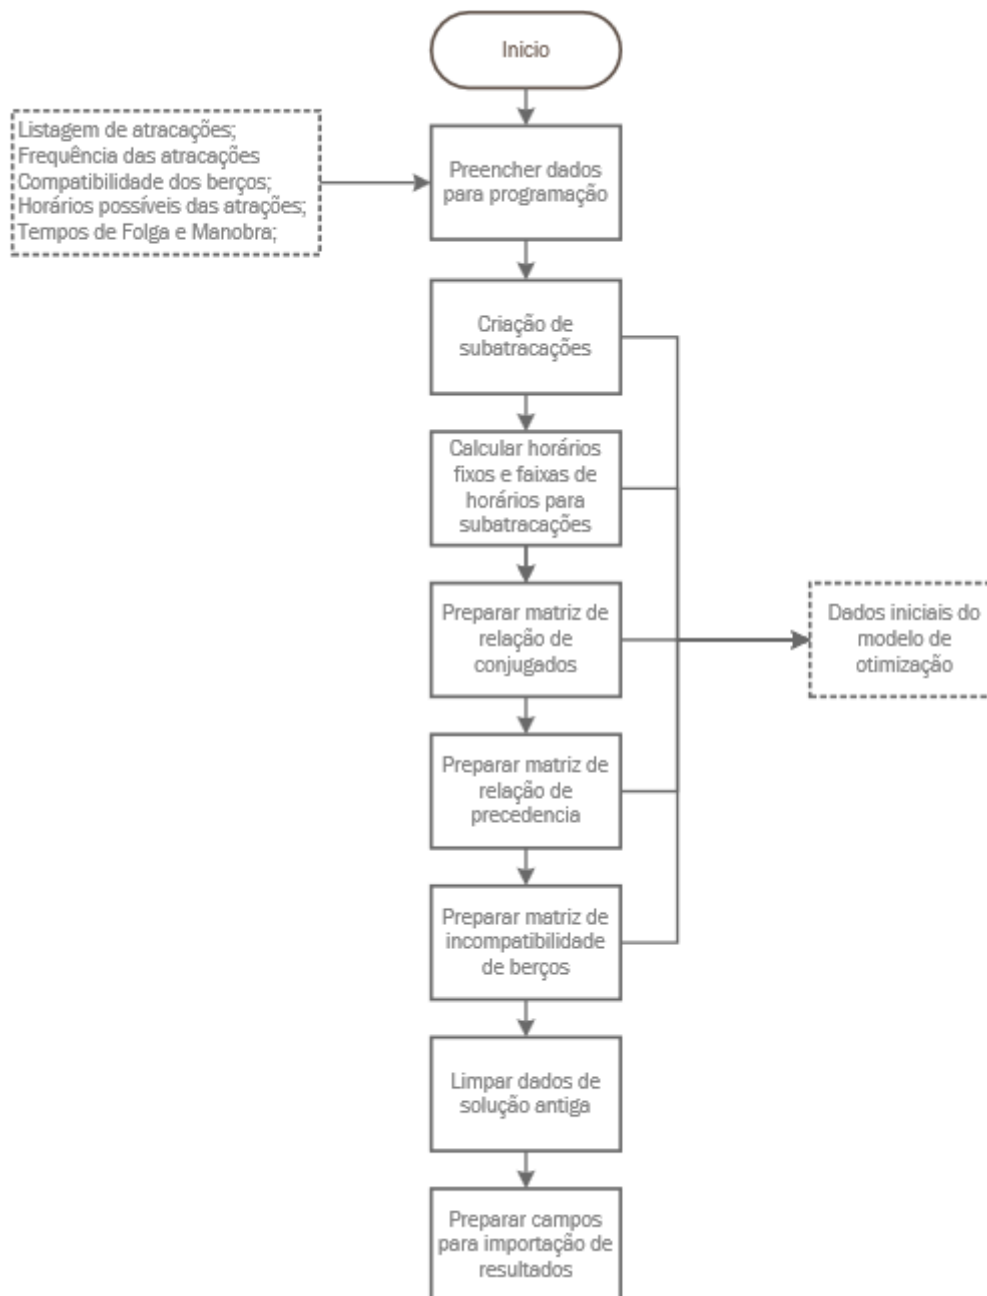 Inicio
Listagem de atracações;
Frequência das atracações
Compatibilidade dos berços;
Horários possíveis das atrações;
Tempos de Folga e Manobra;
Preencher dados
para programação
Criação de
subatracações
Calcular horários
fixos e faixas de
horários para
subatracações
Preparar matriz de
relação de
conjugados
Dados iniciais do
modelo de
otimização
Preparar matriz de
relação de
precedencia
Preparar matriz de
incompatibilidade
de berços
Limpar dados de
solução antiga
Preparar campos
para importação de
resultados